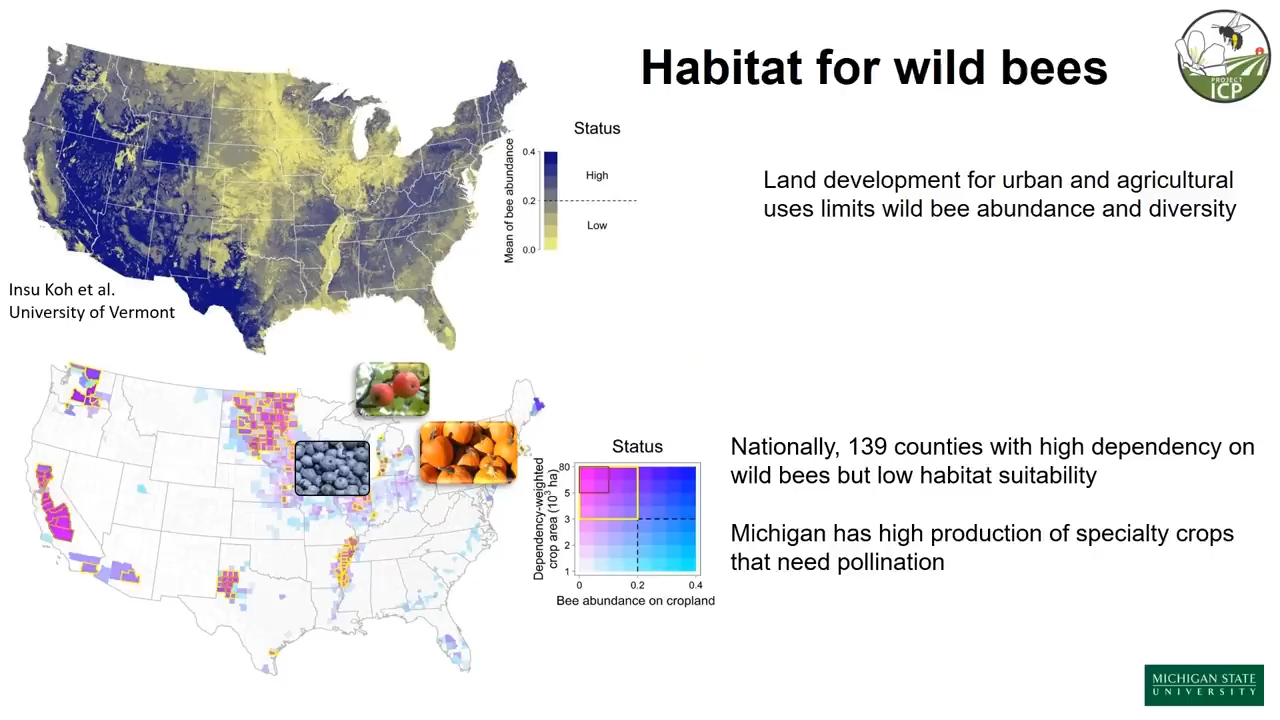 Habitat for wild bees
PROJECT
ICP
Status
Mean of bee abundance
0.4
0.2
0.0
High
Low
Land development for urban and agricultural
uses limits wild bee abundance and diversity
Insu Koh et al.
University of Vermont
Status
Dependency-weighted
crop area (10³ ha)
80
5
3
2
1
0
0.2
0.4
Bee abundance on cropland
Nationally, 139 counties with high dependency on
wild bees but low habitat suitability
Michigan has high production of specialty crops
that need pollination
MICHIGAN STATE
UNIVERSITY